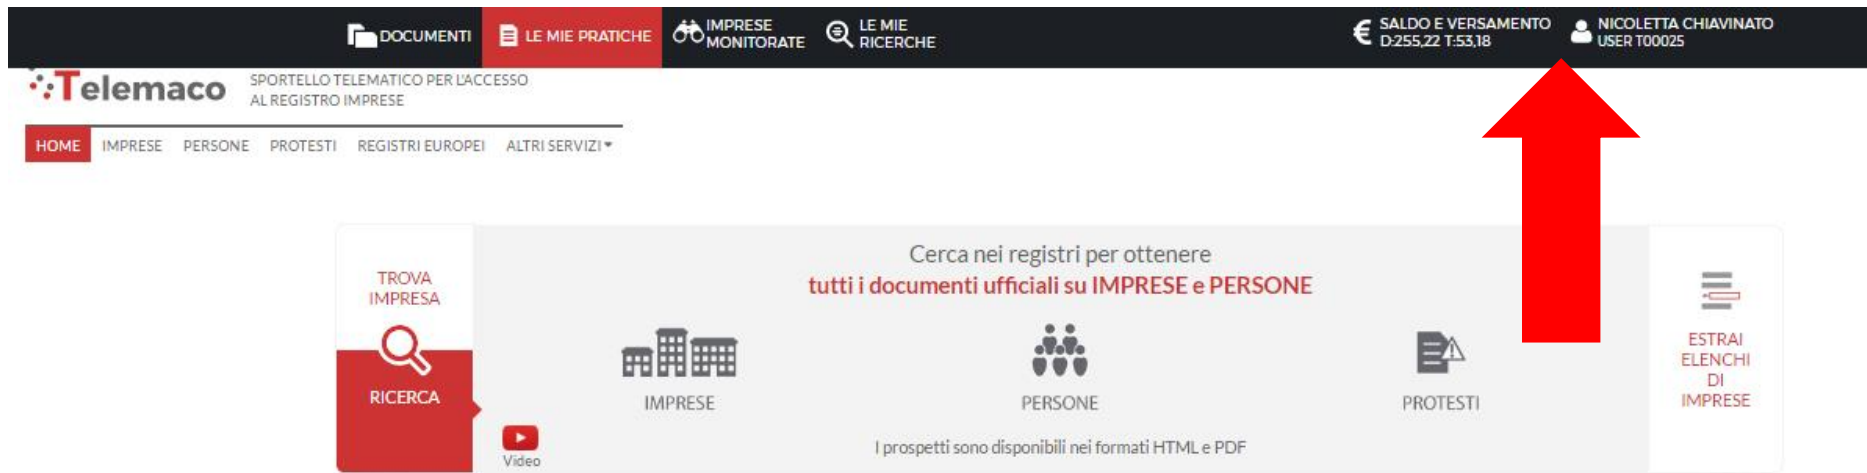 DOCUMENTI
LE MIE PRATICHE
IMPRESE
MONITORATE
LE MIE
RICERCHE
SALDO E VERSAMENTO
D:255,22 T:53,18
NICOLETTA CHIAVINATO
USER T00025
Telemaco
SPORTELLO TELEMATICO PER L'ACCESSO
AL REGISTRO IMPRESE
HOME IMPRESE PERSONE PROTESTI REGISTRI EUROPEI ALTRI SERVIZI
TROVA
IMPRESA
RICERCA
Cerca nei registri per ottenere
tutti i documenti ufficiali su IMPRESE e PERSONE
IMPRESE
PERSONE
PROTESTI
Video
I prospetti sono disponibili nei formati HTML e PDF
ESTRAI
ELENCHI
DI
IMPRESE